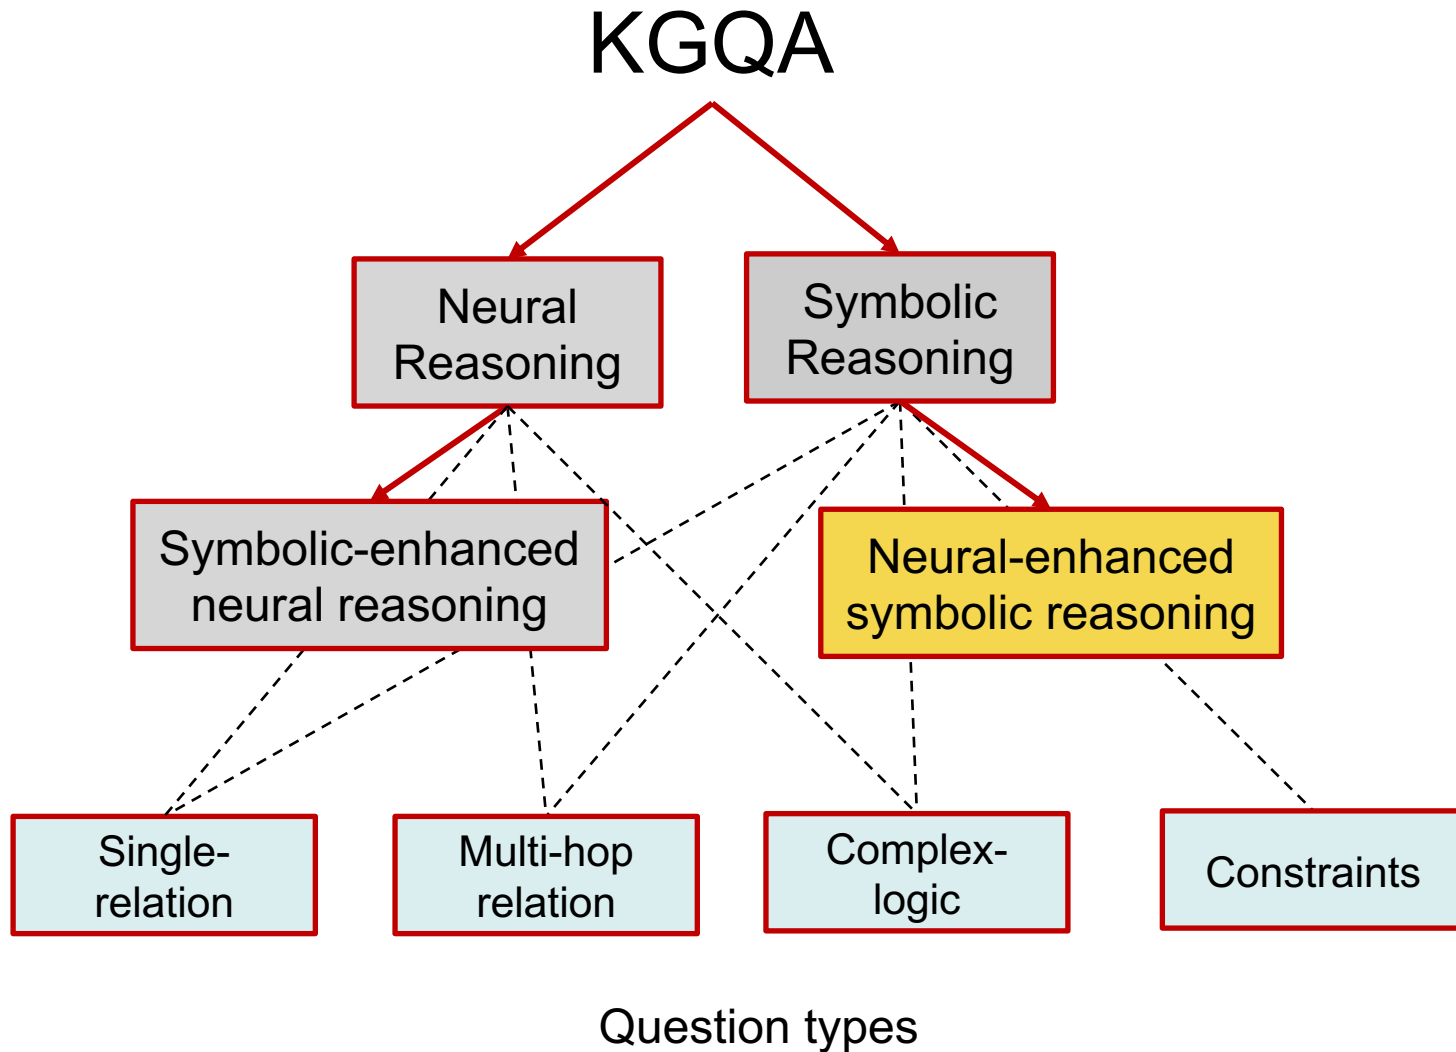 KGQA
Neural
Reasoning
Symbolic
Reasoning
Symbolic-enhanced
neural reasoning
Neural-enhanced
symbolic reasoning
Single-
relation
Multi-hop
relation
Complex-
logic
Constraints
Question types